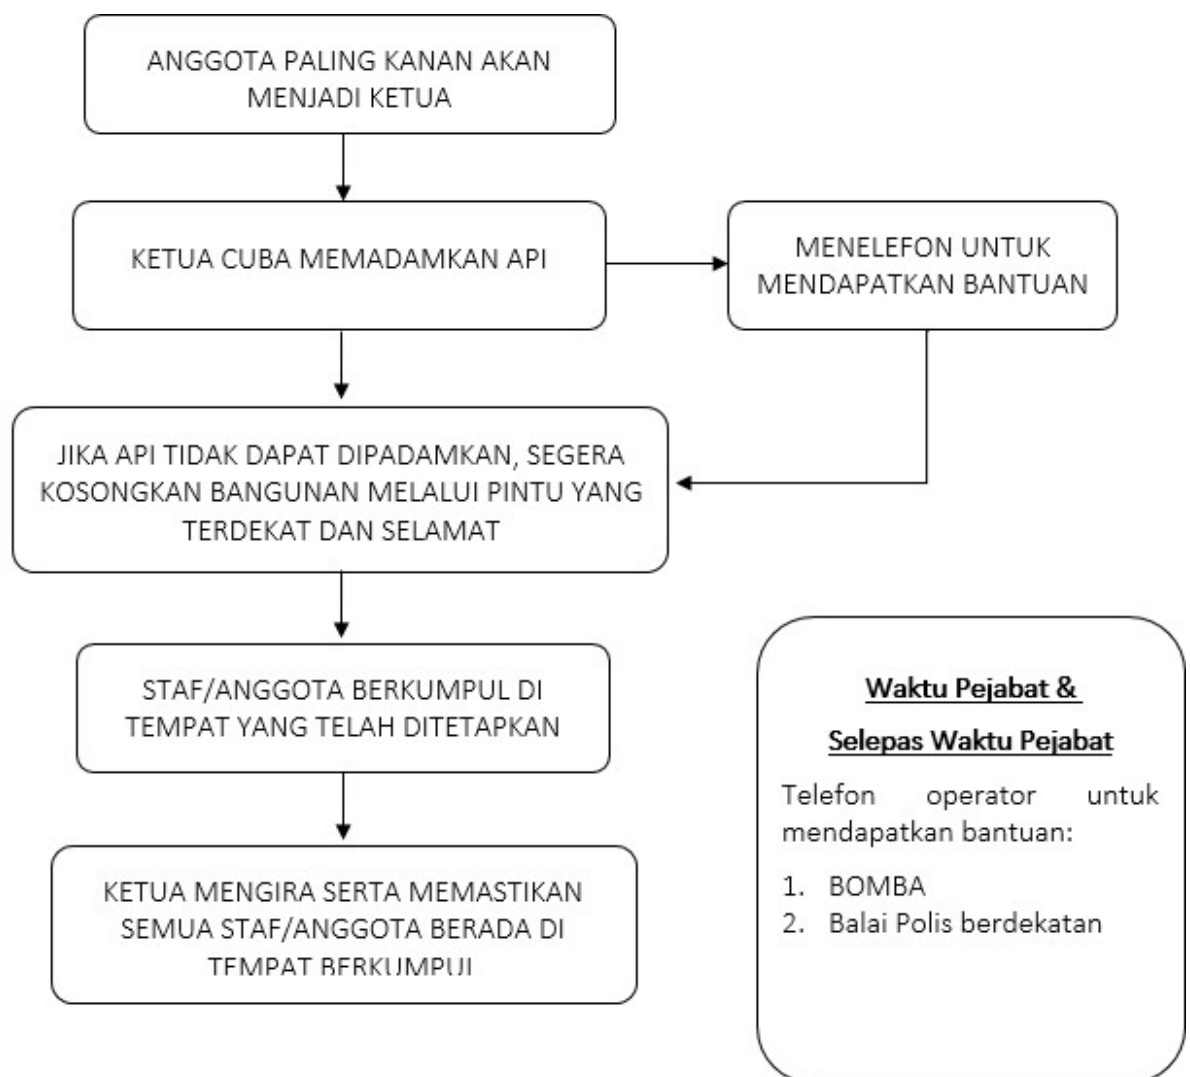 ANGGOTA PALING KANAN AKAN
MENJADI KETUA
KETUA CUBA MEMADAMKAN API
MENELEFON UNTUK
MENDAPATKAN BANTUAN
JIKA API TIDAK DAPAT DIPADAMKAN, SEGERA
KOSONGKAN BANGUNAN MELALUI PINTU YANG
TERDEKAT DAN SELAMAT
STAF/ANGGOTA BERKUMPUL DI
TEMPAT YANG TELAH DITETAPKAN
KETUA MENGIRA SERTA MEMASTIKAN
SEMUA STAF/ANGGOTA BERADA DI
TEMPAT BERKUMPUL
Waktu Pejabat &
Selepas Waktu Pejabat
Telefon operator untuk
mendapatkan bantuan:
1. BOMBA
2. Balai Polis berdekatan